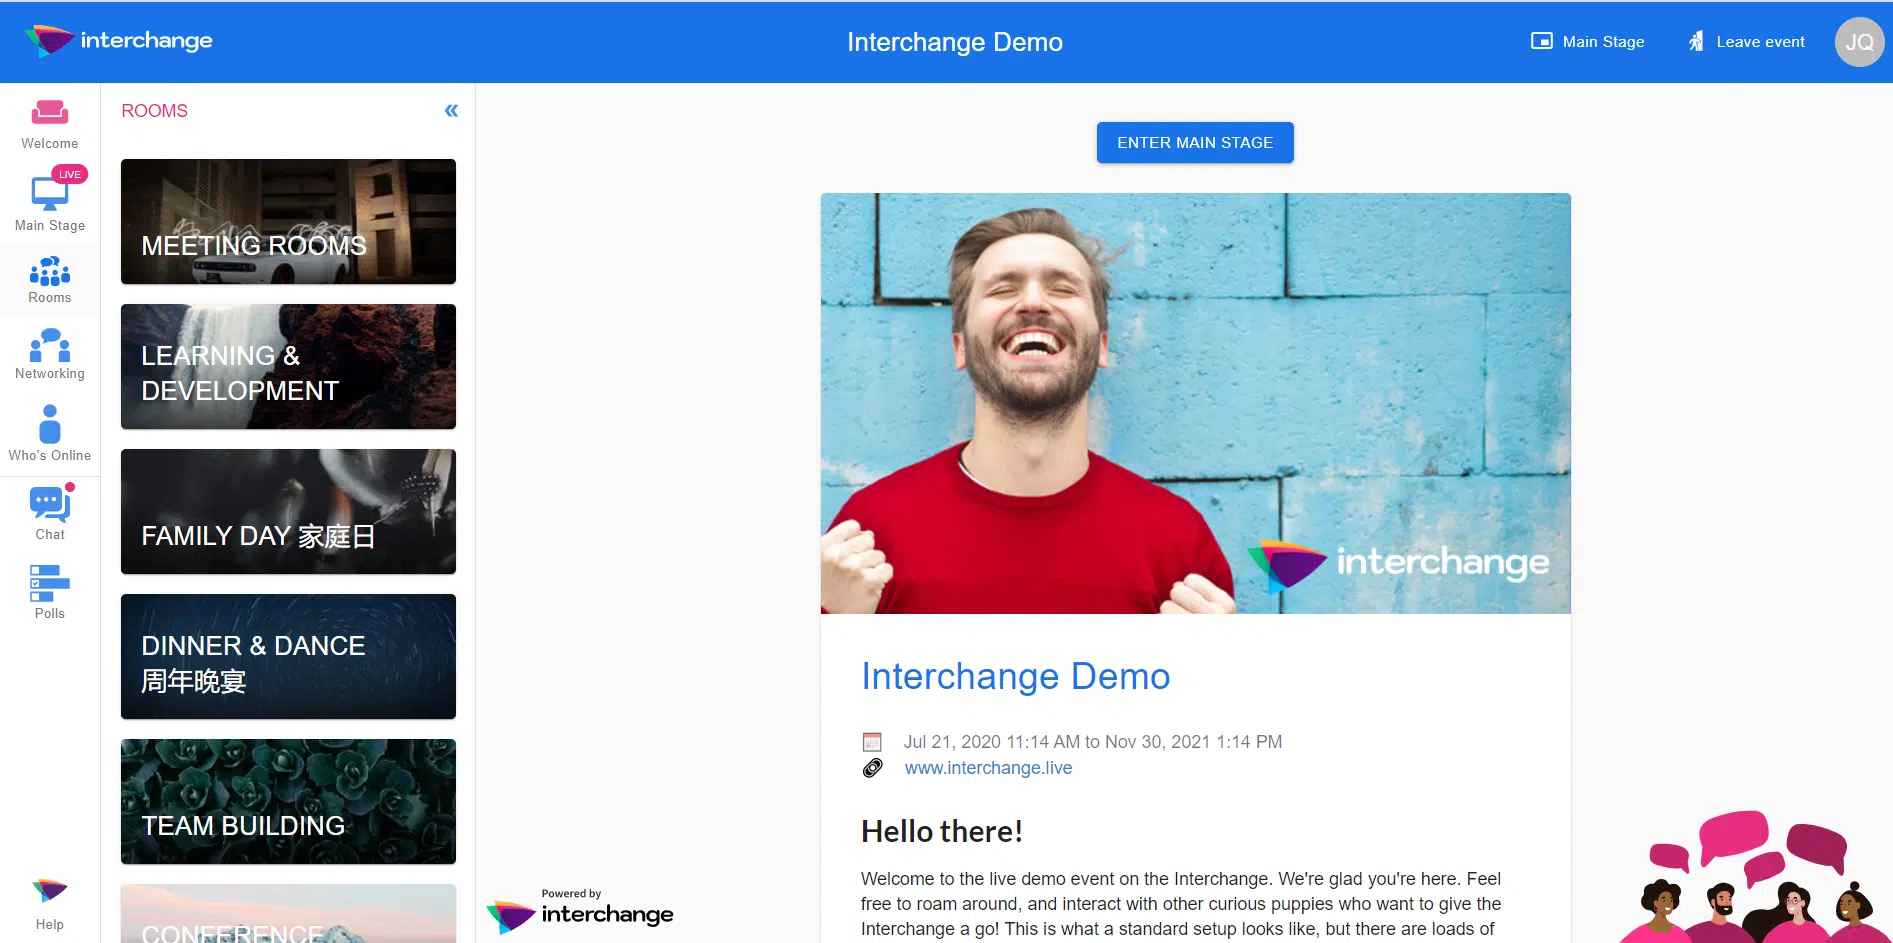 interchange
Interchange Demo
Main Stage
Leave event
JQ
Welcome
LIVE
Main Stage
Rooms
Networking
Who's Online
Chat
Polls
Help
ROOMS
«
MEETING ROOMS
LEARNING &
DEVELOPMENT
FAMILY DAY 家庭日
DINNER & DANCE
周年晚宴
TEAM BUILDING
CONFERENCE
ENTER MAIN STAGE
interchange
Interchange Demo
Jul 21, 2020 11:14 AM to Nov 30, 2021 1:14 PM
www.interchange.live
Hello there!
Welcome to the live demo event on the Interchange. We're glad you're here. Feel
free to roam around, and interact with other curious puppies who want to give the
Interchange a go! This is what a standard setup looks like, but there are loads of
Powered by
interchange